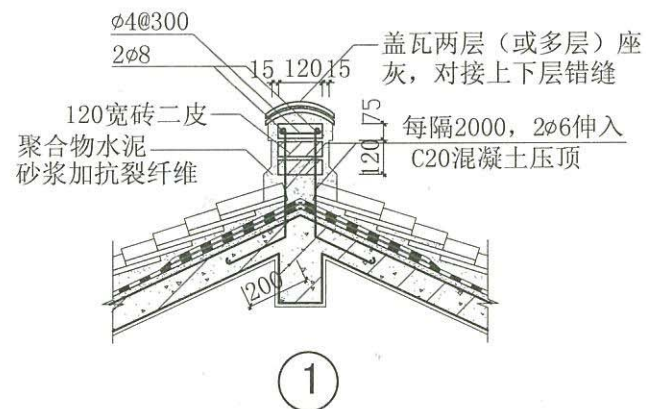 φ4@300
2φ8
15 120 15
盖瓦两层（或多层）座
灰，对接上下层错缝
75
120宽砖二皮
每隔2000，2φ6伸入
C20混凝土压顶
120
聚合物水泥
砂浆加抗裂纤维
200
1